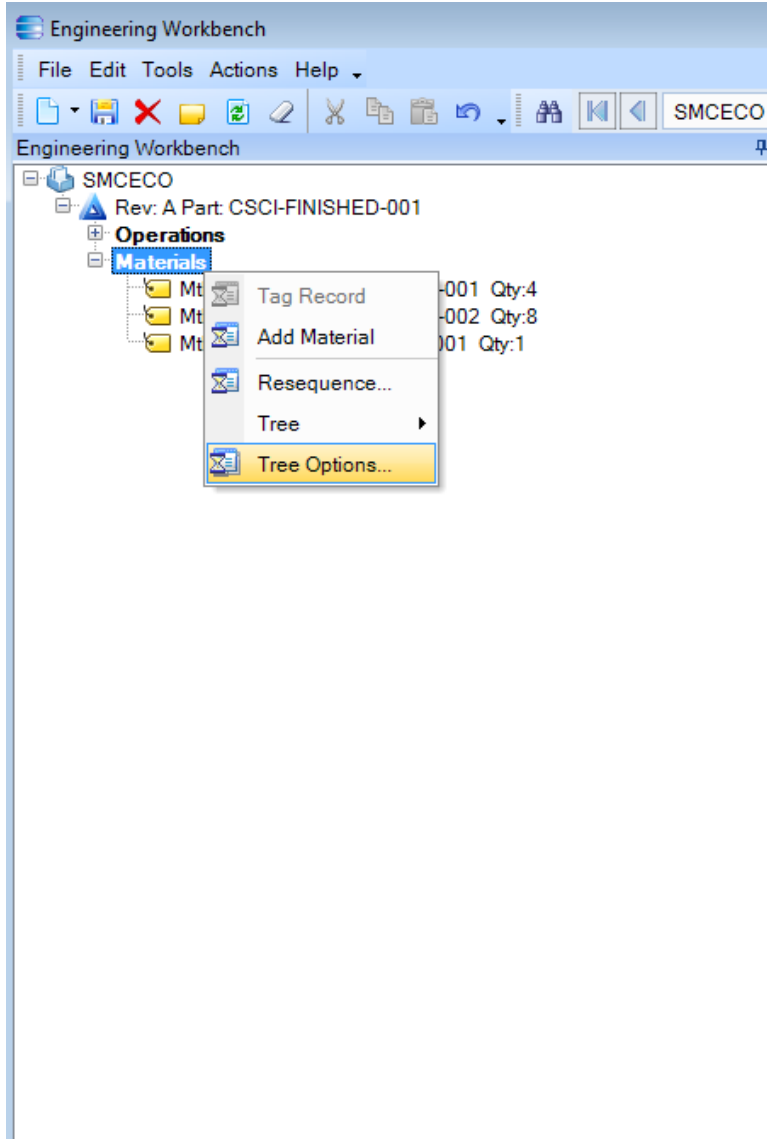 Engineering Workbench
File Edit Tools Actions Help
SMCECO
Engineering Workbench
SMCECO
Rev: A Part: CSCI-FINISHED-001
Operations
Materials
Mt -001 Qty:4
Mt -002 Qty:8
Mt 001 Qty:1
Tag Record
Add Material
Resequence...
Tree
Tree Options...